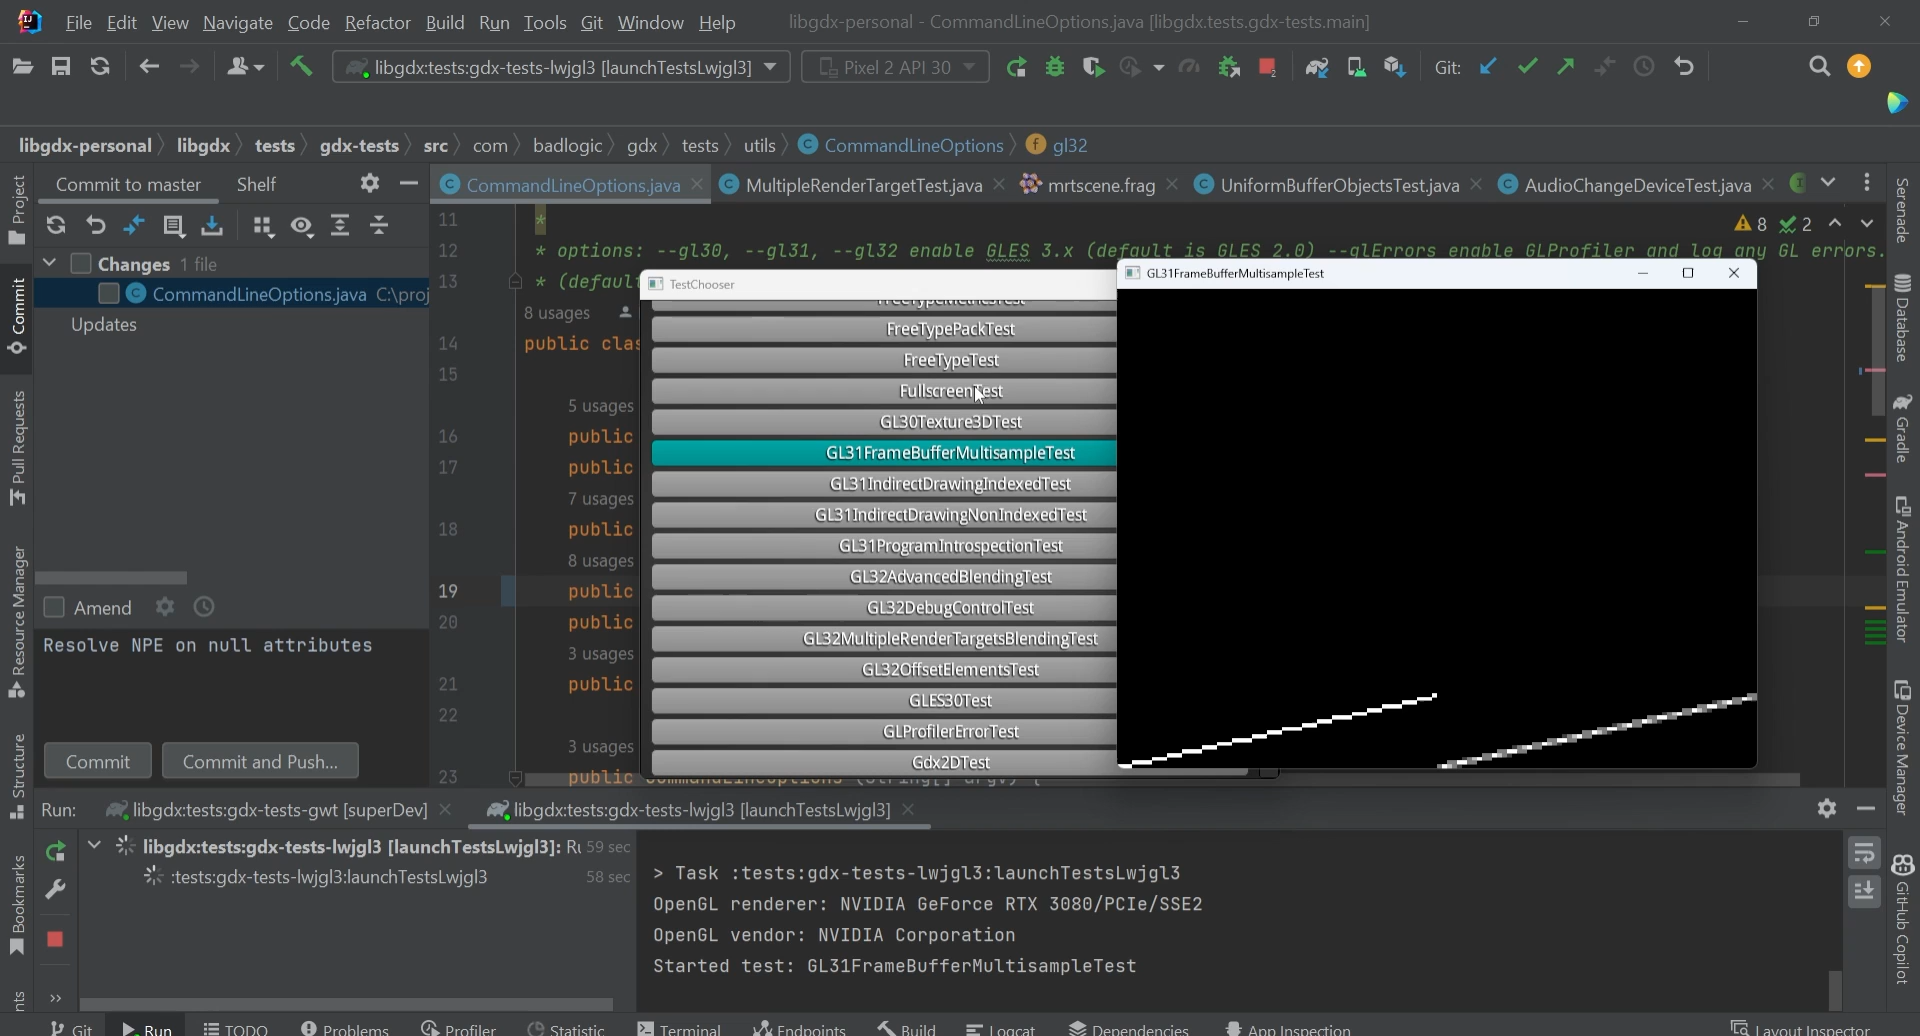 File Edit View Navigate Code Refactor Build Run Tools Git Window Help
libgdx-personal - CommandLineOptions.java [libgdx.tests.gdx-tests.main]
libgdx:tests:gdx-tests-lwjgl3 [launchTestsLwjgl3]
Pixel 2 API 30
Git:
libgdx-personal libgdx tests gdx-tests src com badlogic gdx tests utils CommandLineOptions gl32
Project
Commit
Pull Requests
Resource Manager
Structure
Bookmarks
Commit to master Shelf
Changes 1 file
CommandLineOptions.java C:\proj
Updates
Amend
Resolve NPE on null attributes
Commit
Commit and Push...
CommandLineOptions.java MultipleRenderTargetTest.java mrtscene.frag UniformBufferObjectsTest.java AudioChangeDeviceTest.java
8 2
11 *
12 * options: --gl30, --gl31, --gl32 enable GLES 3.x (default is GLES 2.0) --glErrors enable GLProfiler and log any GL errors.
13 * (defaul
8 usages
14 public clas
15
5 usages
16 public
17 public
7 usages
18 public
8 usages
19 public
20 public
3 usages
21 public
22
3 usages
23 public CommandLineOptions (String[] argv) {
TestChooser
FreeTypeMetricsTest
FreeTypePackTest
FreeTypeTest
FullscreenTest
GL30Texture3DTest
GL31FrameBufferMultisampleTest
GL31IndirectDrawingIndexedTest
GL31IndirectDrawingNonIndexedTest
GL31ProgramIntrospectionTest
GL32AdvancedBlendingTest
GL32DebugControlTest
GL32MultipleRenderTargetsBlendingTest
GL32OffsetElementsTest
GLES30Test
GLProfilerErrorTest
Gdx2DTest
GL31FrameBufferMultisampleTest
Serenade
Database
Gradle
Android Emulator
Device Manager
GitHub Copilot
Run: libgdx:tests:gdx-tests-gwt [superDev] libgdx:tests:gdx-tests-lwjgl3 [launchTestsLwjgl3]
libgdx:tests:gdx-tests-lwjgl3 [launchTestsLwjgl3]: Ru 59 sec
:tests:gdx-tests-lwjgl3:launchTestsLwjgl3 58 sec
> Task :tests:gdx-tests-lwjgl3:launchTestsLwjgl3
OpenGL renderer: NVIDIA GeForce RTX 3080/PCIe/SSE2
OpenGL vendor: NVIDIA Corporation
Started test: GL31FrameBufferMultisampleTest
Git Run TODO Problems Profiler Statistic Terminal Endpoints Build Logcat Dependencies App Inspection Layout Inspector